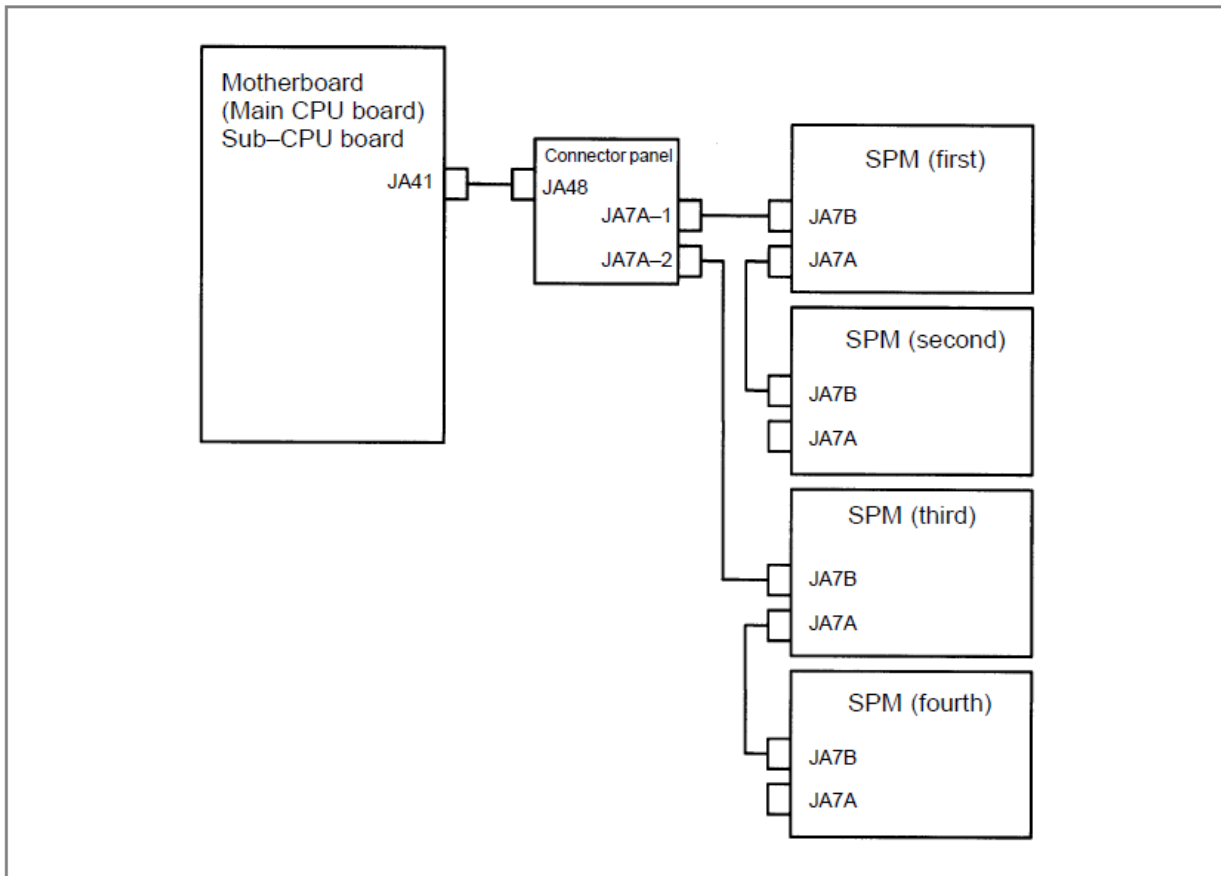 Motherboard
(Main CPU board)
Sub–CPU board
JA41
Connector panel
JA48
JA7A–1
JA7A–2
SPM (first)
JA7B
JA7A
SPM (second)
JA7B
JA7A
SPM (third)
JA7B
JA7A
SPM (fourth)
JA7B
JA7A